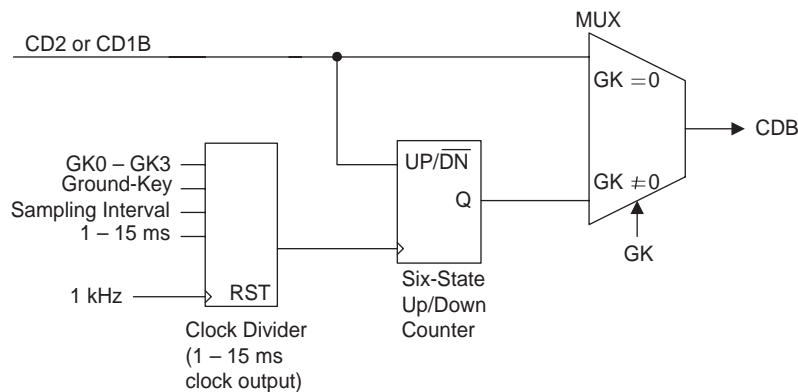 MUX
CD2 or CD1B
GK = 0
CDB
GK0 – GK3
Ground-Key
Sampling Interval
1 – 15 ms
UP/DN
Q
GK ≠ 0
GK
1 kHz
RST
Six-State
Up/Down
Counter
Clock Divider
(1 – 15 ms
clock output)